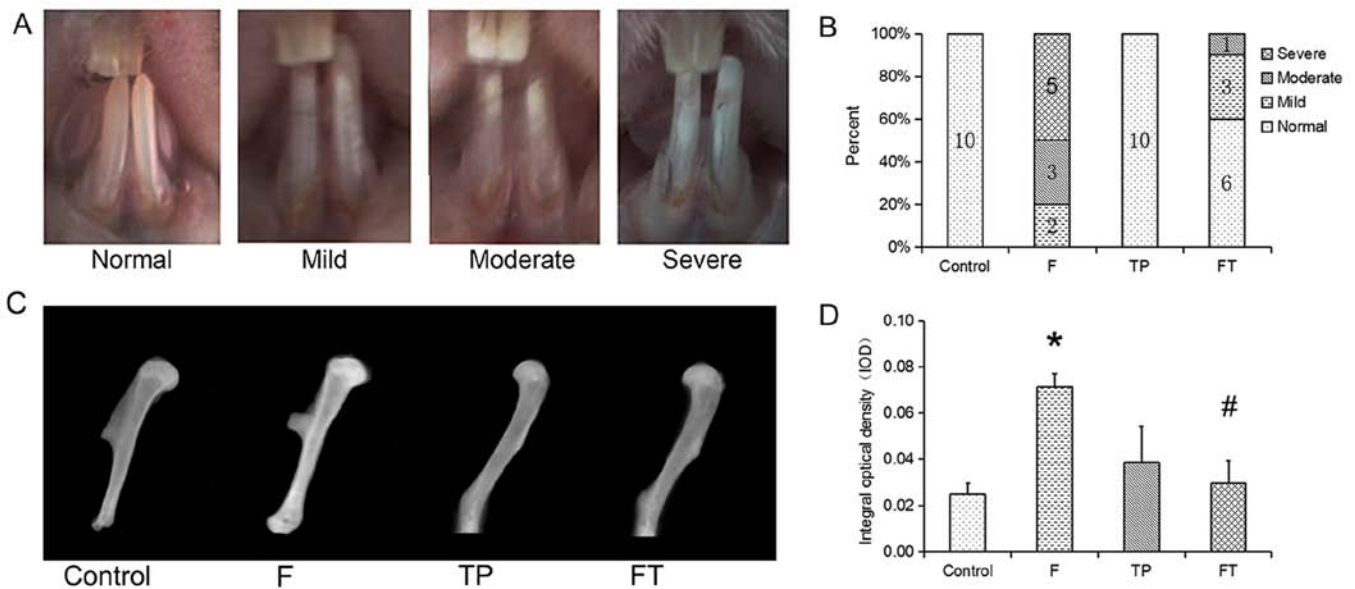 A
Normal
Mild
Moderate
Severe
B
100%
80%
60%
40%
20%
0%
Percent
10
5
3
2
10
1
3
6
Control
F
TP
FT
Severe
Moderate
Mild
Normal
C
Control
F
TP
FT
D
0.10
0.08
0.06
0.04
0.02
0.00
Integral optical density（IOD）
*
#
Control
F
TP
FT